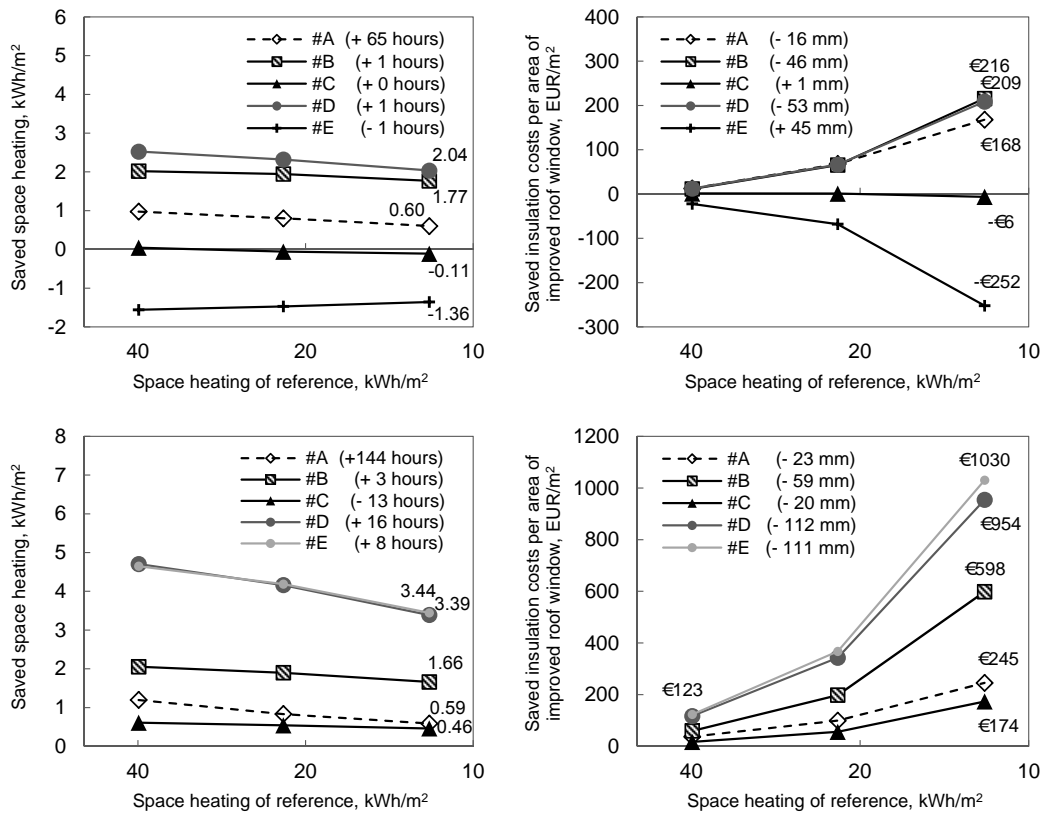 Saved space heating, kWh/m²
6
5
4
3
2
1
0
-1
-2
#A (+ 65 hours)
#B (+ 1 hours)
#C (+ 0 hours)
#D (+ 1 hours)
#E (- 1 hours)
2.04
1.77
0.60
-0.11
-1.36
40 20 10
Space heating of reference, kWh/m²
Saved insulation costs per area of
improved roof window, EUR/m²
400
300
200
100
0
-100
-200
-300
#A (- 16 mm)
#B (- 46 mm)
#C (+ 1 mm)
#D (- 53 mm)
#E (+ 45 mm)
€216
€209
€168
-€6
-€252
40 20 10
Space heating of reference, kWh/m²
Saved space heating, kWh/m²
8
7
6
5
4
3
2
1
0
#A (+144 hours)
#B (+ 3 hours)
#C (- 13 hours)
#D (+ 16 hours)
#E (+ 8 hours)
3.44
3.39
1.66
0.59
0.46
40 20 10
Space heating of reference, kWh/m²
Saved insulation costs per area of
improved roof window, EUR/m²
1200
1000
800
600
400
200
0
#A (- 23 mm)
#B (- 59 mm)
#C (- 20 mm)
#D (- 112 mm)
#E (- 111 mm)
€1030
€954
€598
€245
€174
€123
40 20 10
Space heating of reference, kWh/m²